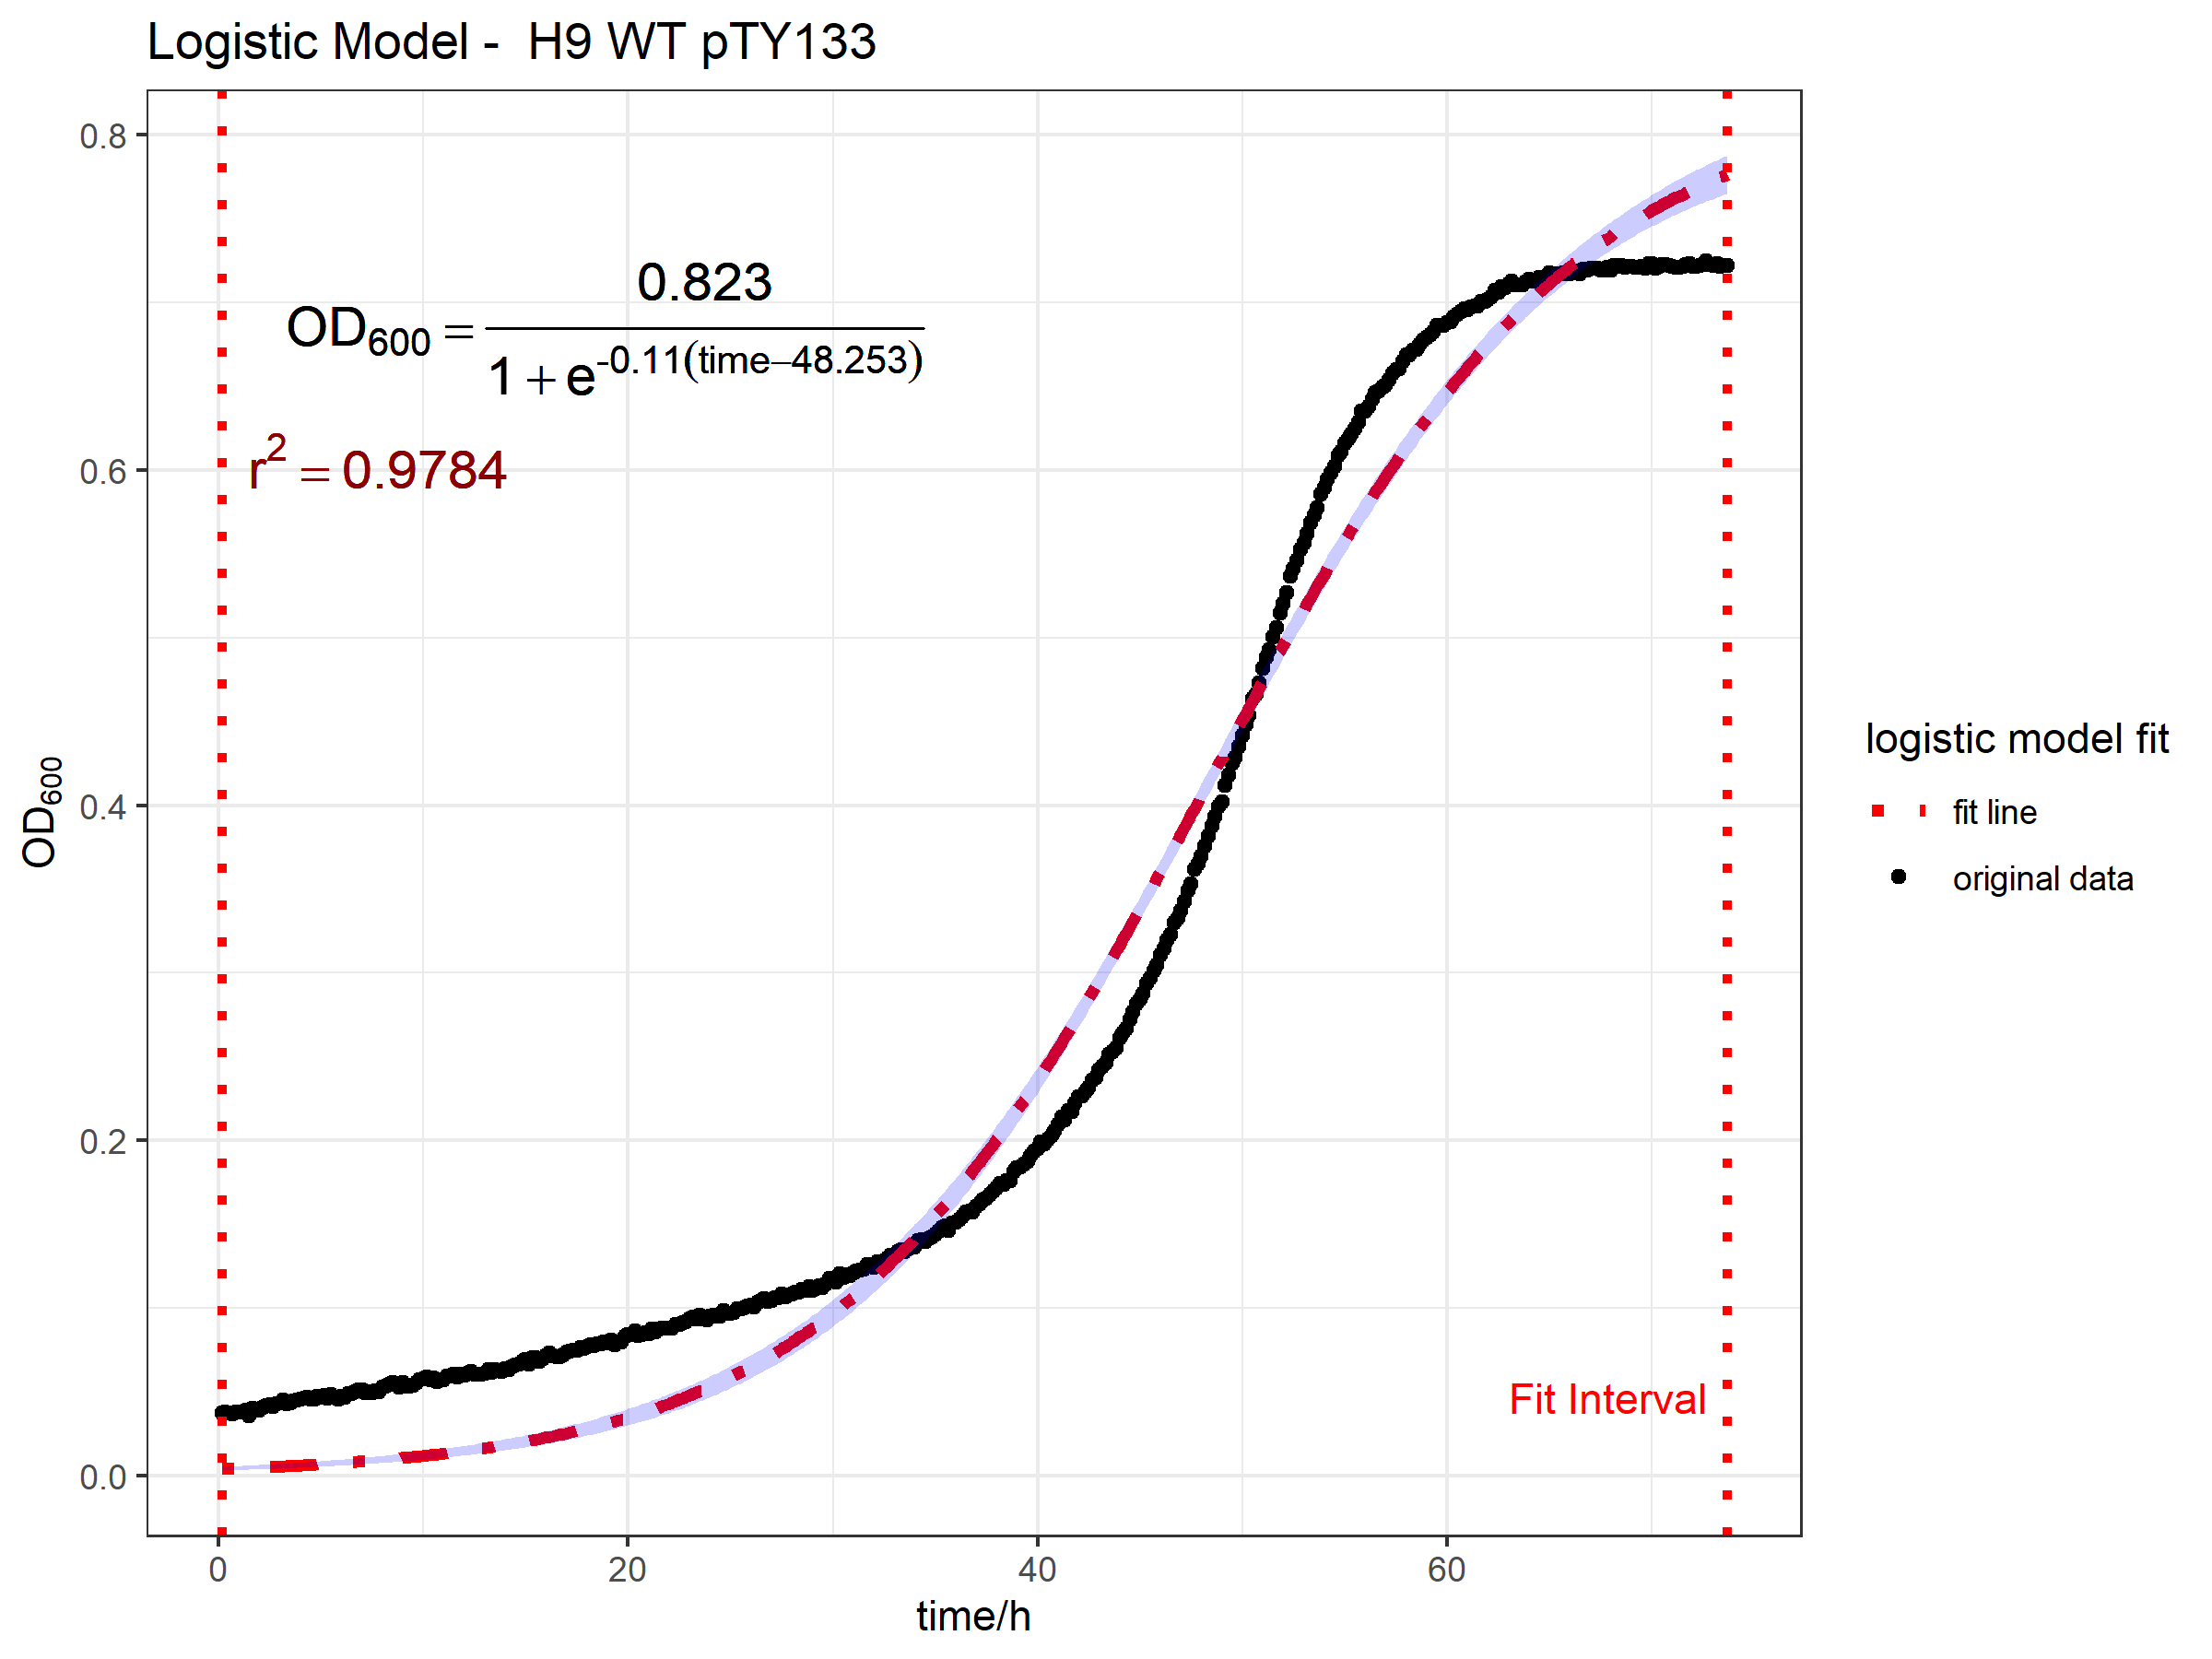 Logistic Model -  H9 WT pTY133
0.8
0.6
0.4
0.2
0.0
OD₆₀₀
OD₆₀₀ = 0.823 / 1 + e^-0.11(time−48.253)
r² = 0.9784
Fit Interval
0 20 40 60
time/h
logistic model fit
fit line
original data